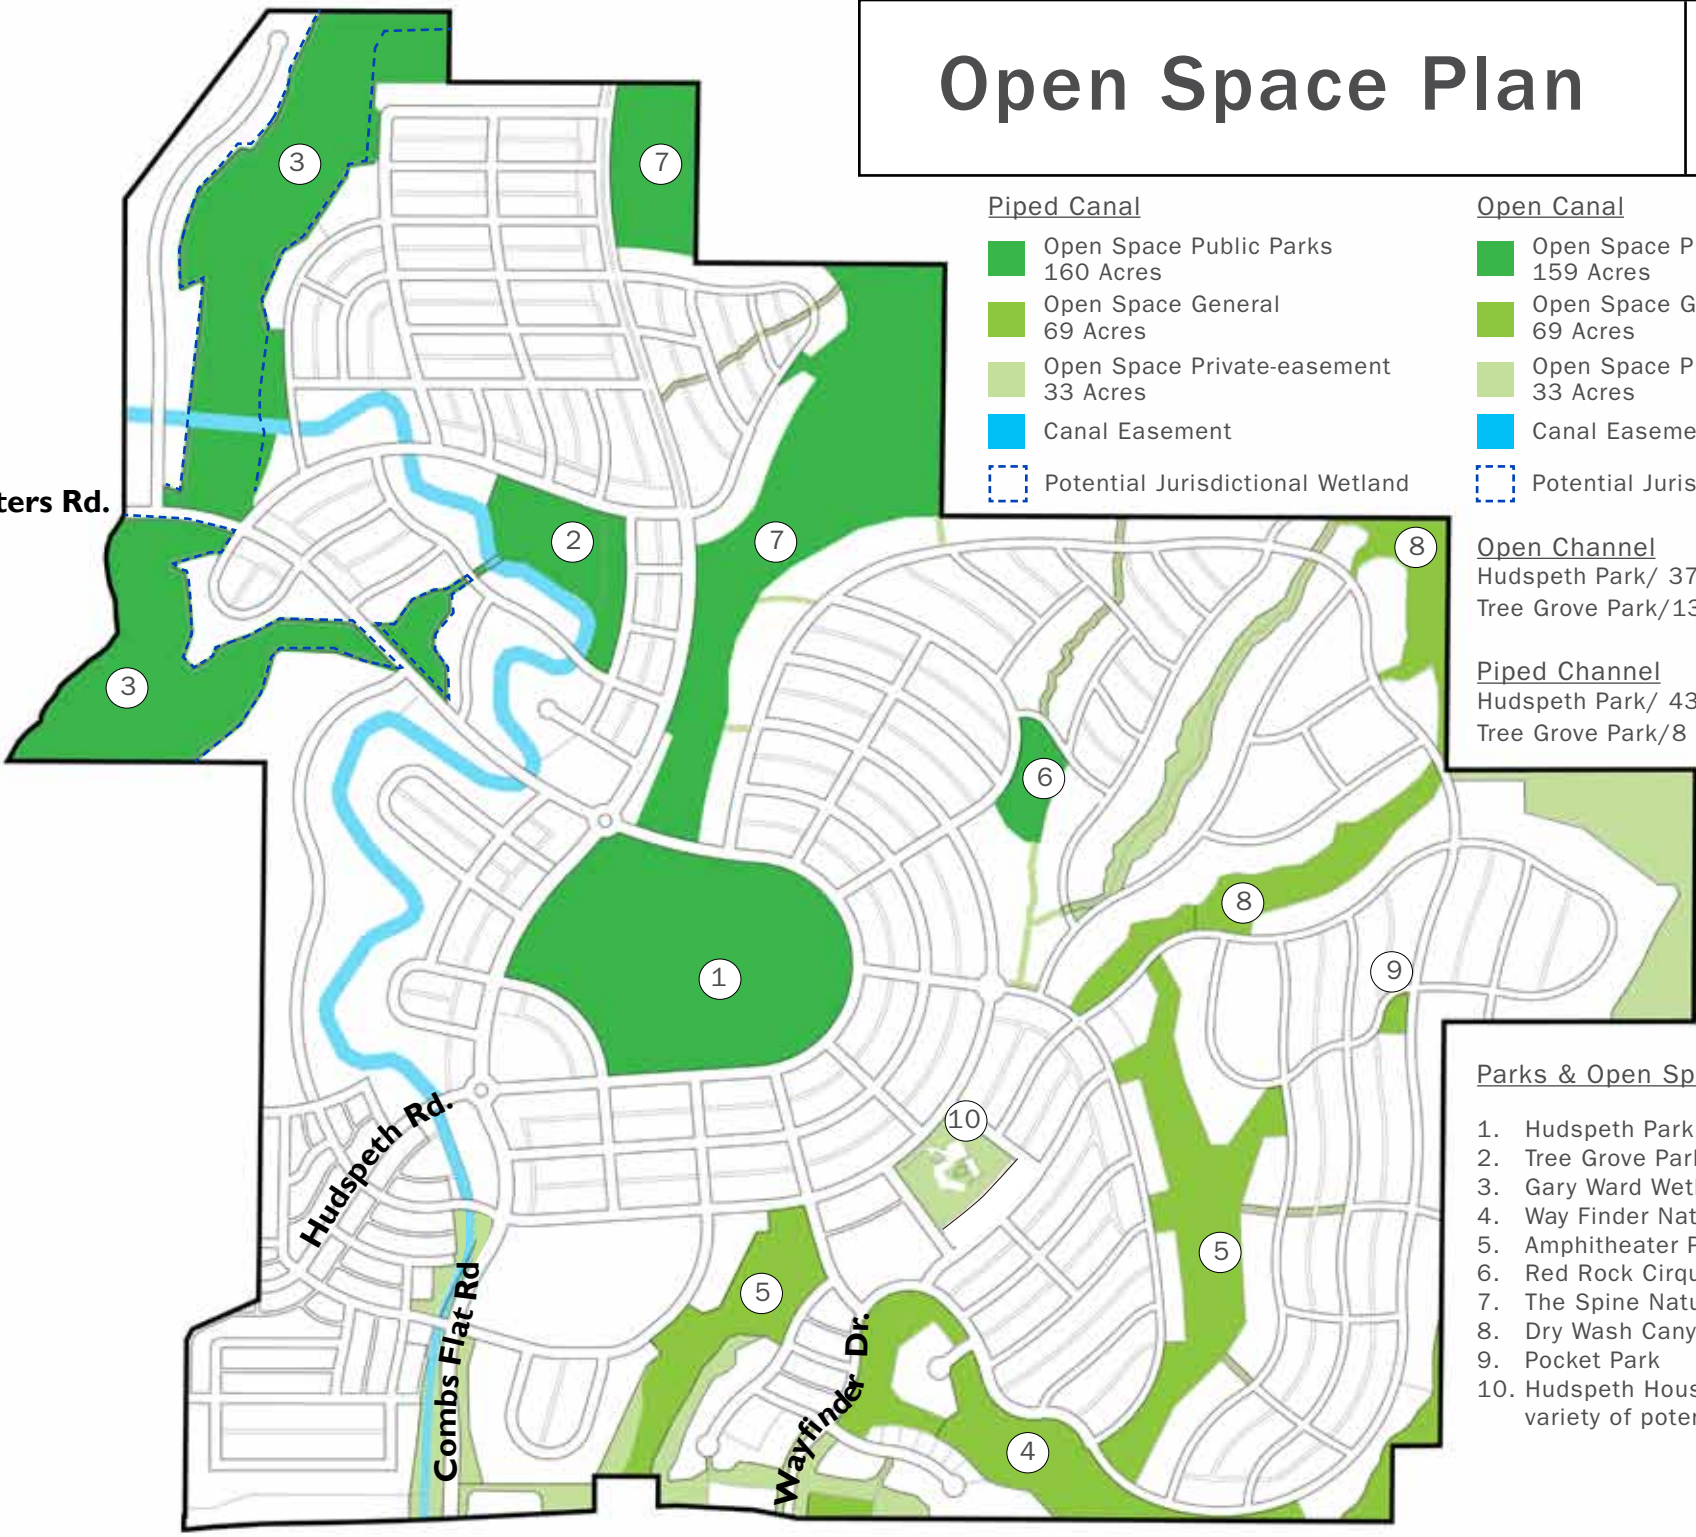 Open Space Plan
Piped Canal
Open Space Public Parks
160 Acres
Open Space General
69 Acres
Open Space Private-easement
33 Acres
Canal Easement
Potential Jurisdictional Wetland
Open Canal
Open Space P
159 Acres
Open Space G
69 Acres
Open Space P
33 Acres
Canal Easeme
Potential Juris
Open Channel
Hudspeth Park/ 37
Tree Grove Park/13
Piped Channel
Hudspeth Park/ 43
Tree Grove Park/8
Parks & Open Sp
1. Hudspeth Park
2. Tree Grove Park
3. Gary Ward Wetl
4. Way Finder Nat
5. Amphitheater P
6. Red Rock Cirqu
7. The Spine Natu
8. Dry Wash Cany
9. Pocket Park
10. Hudspeth Hous
variety of poten
3
7
ters Rd.
2
7
8
3
6
8
1
9
10
Hudspeth Rd.
5
5
Combs Flat Rd
Wayfinder Dr.
4